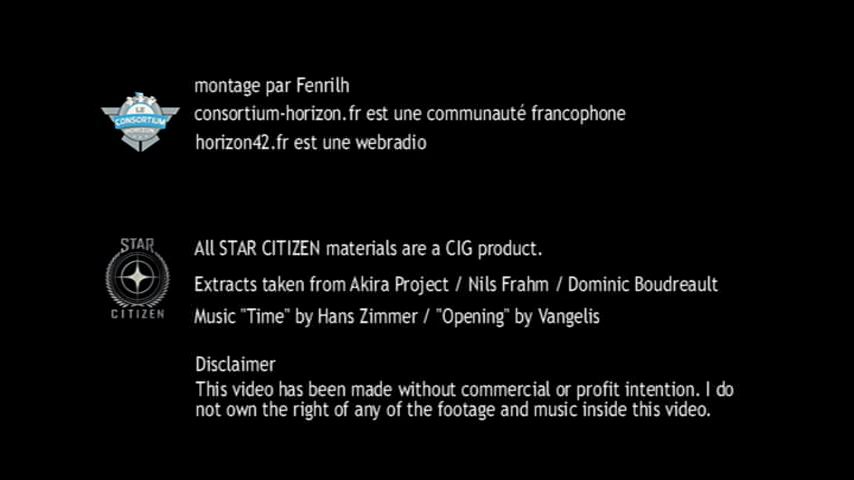 LE
CONSORTIUM
HORIZON
montage par Fenrilh
consortium-horizon.fr est une communauté francophone
horizon42.fr est une webradio
STAR
CITIZEN
All STAR CITIZEN materials are a CIG product.
Extracts taken from Akira Project / Nils Frahm / Dominic Boudreault
Music "Time" by Hans Zimmer / "Opening" by Vangelis
Disclaimer
This video has been made without commercial or profit intention. I do
not own the right of any of the footage and music inside this video.